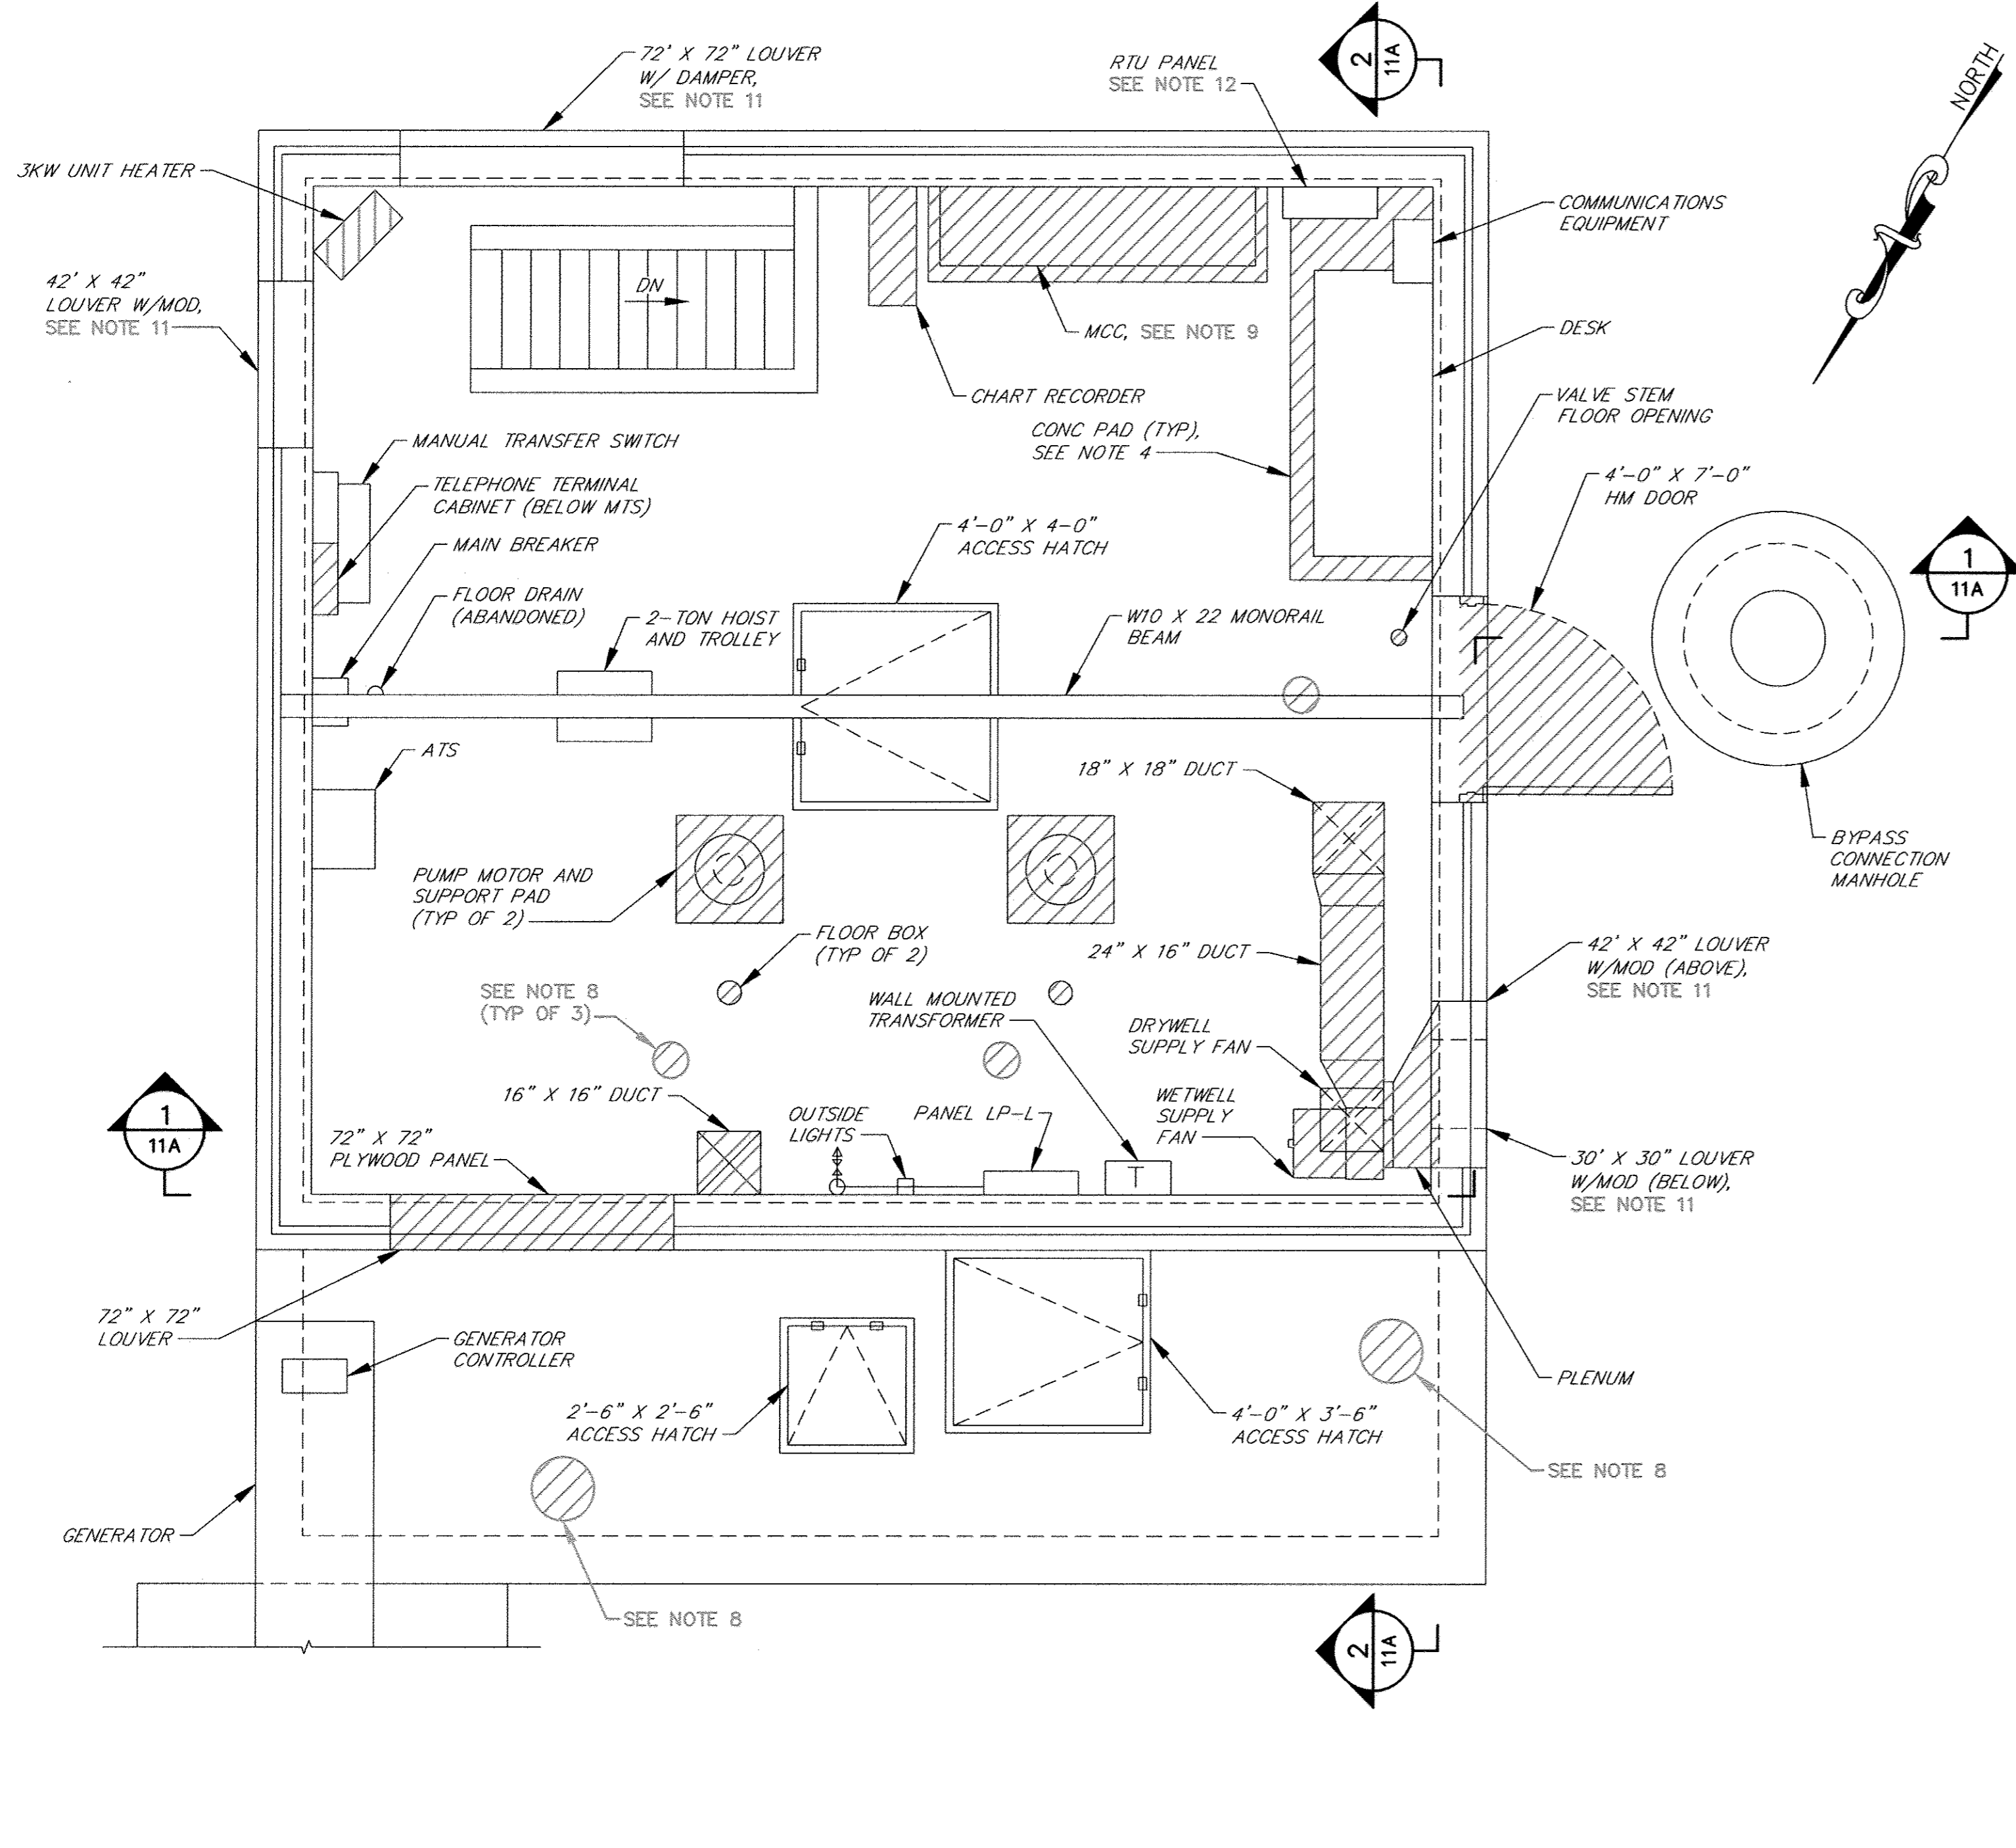 72' X 72" LOUVER
W/ DAMPER,
SEE NOTE 11
RTU PANEL
SEE NOTE 12
2
11A
NORTH
3KW UNIT HEATER
COMMUNICATIONS
EQUIPMENT
42' X 42"
LOUVER W/MOD,
SEE NOTE 11
DN
MCC, SEE NOTE 9
DESK
CHART RECORDER
VALVE STEM
FLOOR OPENING
CONC PAD (TYP),
SEE NOTE 4
MANUAL TRANSFER SWITCH
TELEPHONE TERMINAL
CABINET (BELOW MTS)
4'-0" X 7'-0"
HM DOOR
4'-0" X 4-0"
ACCESS HATCH
MAIN BREAKER
1
11A
FLOOR DRAIN
(ABANDONED)
2-TON HOIST
AND TROLLEY
W10 X 22 MONORAIL
BEAM
ATS
18" X 18" DUCT
BYPASS
CONNECTION
MANHOLE
PUMP MOTOR AND
SUPPORT PAD
(TYP OF 2)
FLOOR BOX
(TYP OF 2)
24" X 16" DUCT
42' X 42" LOUVER
W/MOD (ABOVE),
SEE NOTE 11
SEE NOTE 8
(TYP OF 3)
WALL MOUNTED
TRANSFORMER
DRYWELL
SUPPLY FAN
1
11A
16" X 16" DUCT
OUTSIDE
LIGHTS
PANEL LP-L
WETWELL
SUPPLY
FAN
72" X 72"
PLYWOOD PANEL
T
30' X 30" LOUVER
W/MOD (BELOW),
SEE NOTE 11
72" X 72"
LOUVER
GENERATOR
CONTROLLER
PLENUM
2'-6" X 2'-6"
ACCESS HATCH
4'-0" X 3'-6"
ACCESS HATCH
SEE NOTE 8
GENERATOR
SEE NOTE 8
2
11A